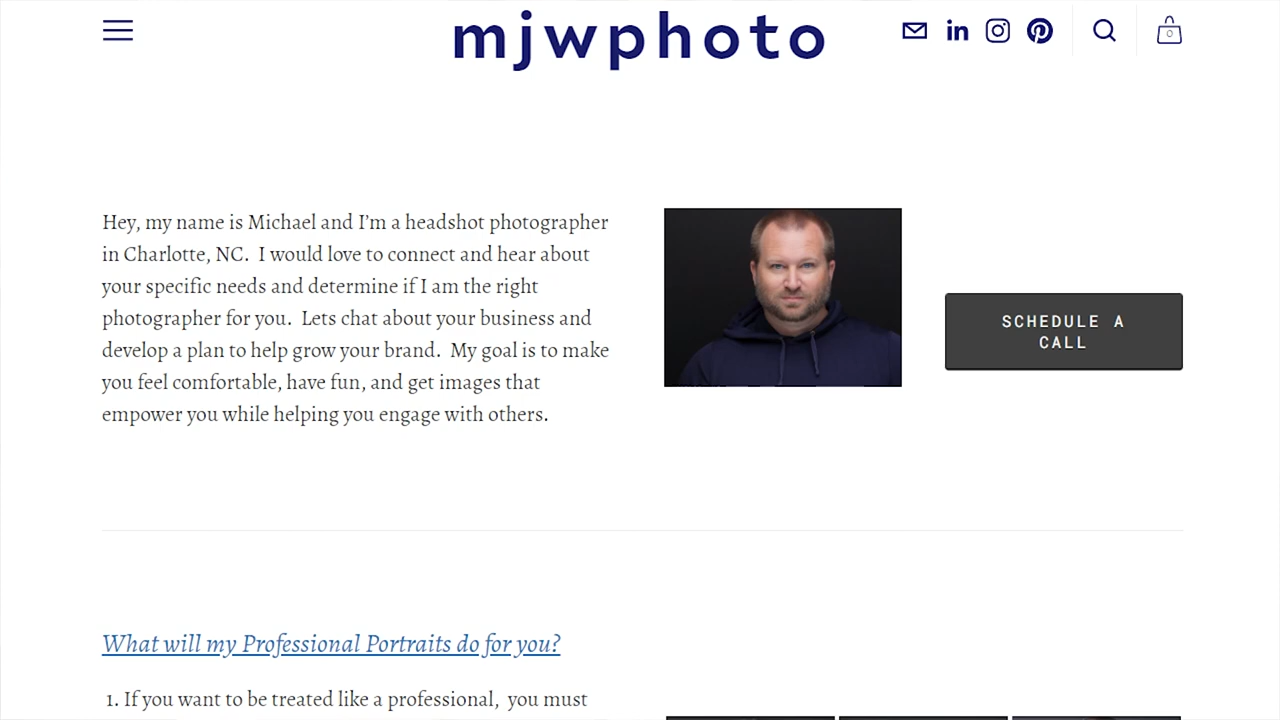 mjwphoto
0
Hey, my name is Michael and I'm a headshot photographer
in Charlotte, NC.  I would love to connect and hear about
your specific needs and determine if I am the right
photographer for you.  Lets chat about your business and
develop a plan to help grow your brand.  My goal is to make
you feel comfortable, have fun, and get images that
empower you while helping you engage with others.
SCHEDULE A
CALL
What will my Professional Portraits do for you?
1. If you want to be treated like a professional,  you must